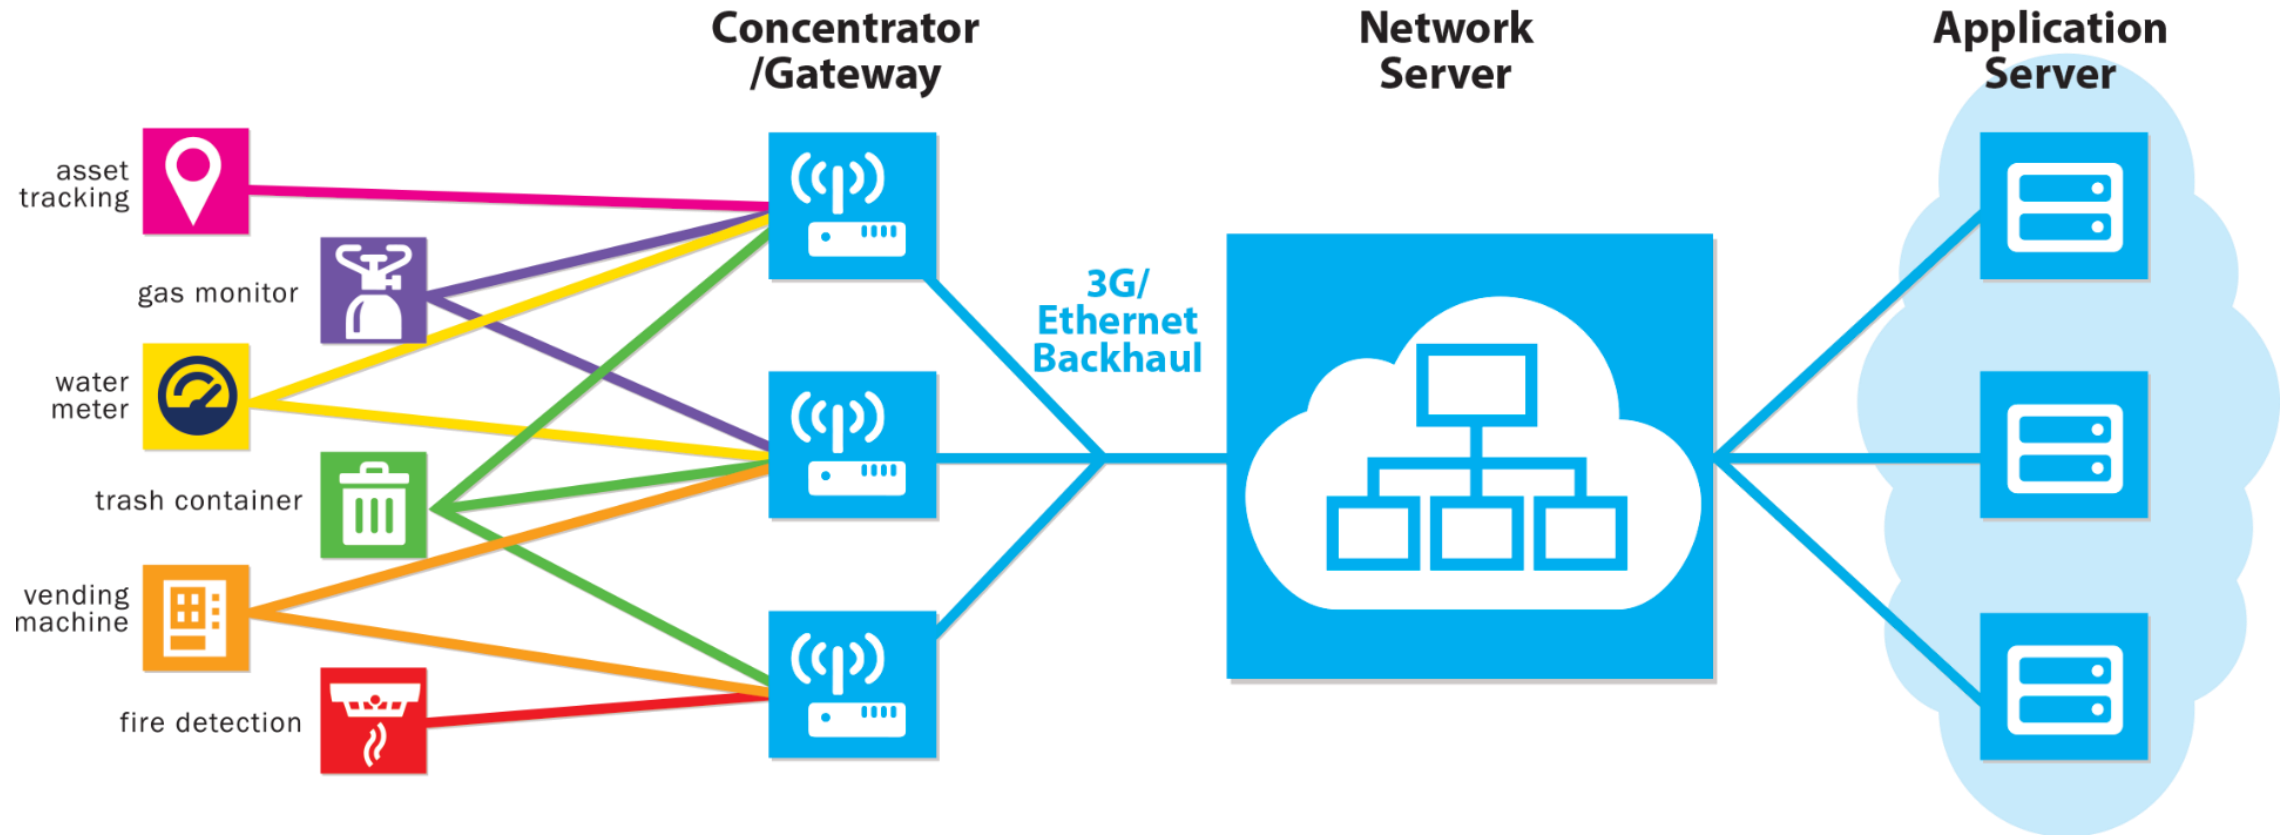 Concentrator
/Gateway
Network
Server
Application
Server
asset
tracking
gas monitor
water
meter
trash container
vending
machine
fire detection
3G/
Ethernet
Backhaul